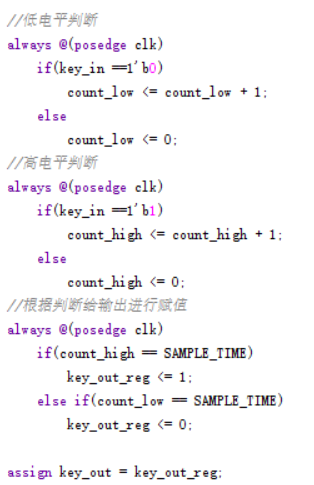 //低电平判断
always @(posedge clk)
    if(key_in ==1'b0)
        count_low <= count_low + 1;
    else
        count_low <= 0;
//高电平判断
always @(posedge clk)
    if(key_in ==1'b1)
        count_high <= count_high + 1;
    else
        count_high <= 0;
//根据判断给输出进行赋值
always @(posedge clk)
    if(count_high == SAMPLE_TIME)
        key_out_reg <= 1;
    else if(count_low == SAMPLE_TIME)
        key_out_reg <= 0;
assign key_out = key_out_reg;